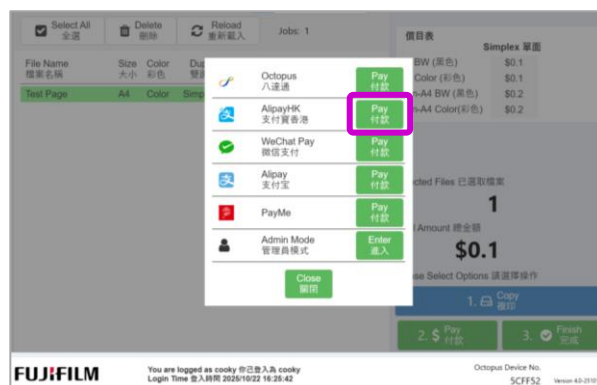 Select All
全選
Delete
刪除
Reload
重新載入
Jobs: 1
價目表
Simplex 單面
File Name
檔案名稱
Size
大小
Color
彩色
BW (黑色)
$0.1
Color (彩色)
$0.1
A4 BW (黑色)
$0.2
A4 Color(彩色)
$0.2
Test Page
A4
Color
Octopus
八達通
Pay
付款
AlipayHK
支付寶香港
Pay
付款
WeChat Pay
微信支付
Pay
付款
Alipay
支付宝
Pay
付款
PayMe
Pay
付款
Admin Mode
管理員模式
Enter
進入
Close
關閉
Files 已選取檔案
1
Amount 總金額
$0.1
Select Options 請選擇操作
1. Copy
複印
2. $ Pay
付款
3. Finish
完成
FUJIFILM
You are logged as cooky 你已登入為 cooky
Login Time 登入時間 2025/10/22 16:25:42
Octopus Device No.
5CFF52